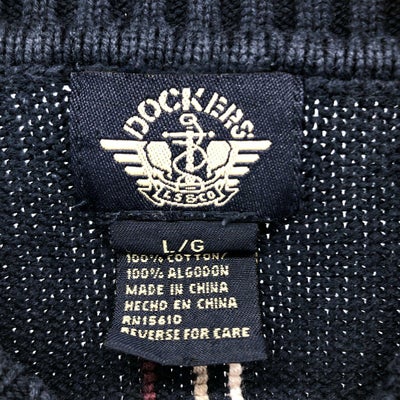 DOCKERS
LS&CO
L/G
100% COTTON/
100% ALGODON
MADE IN CHINA
HECHO EN CHINA
RN15610
REVERSE FOR CARE